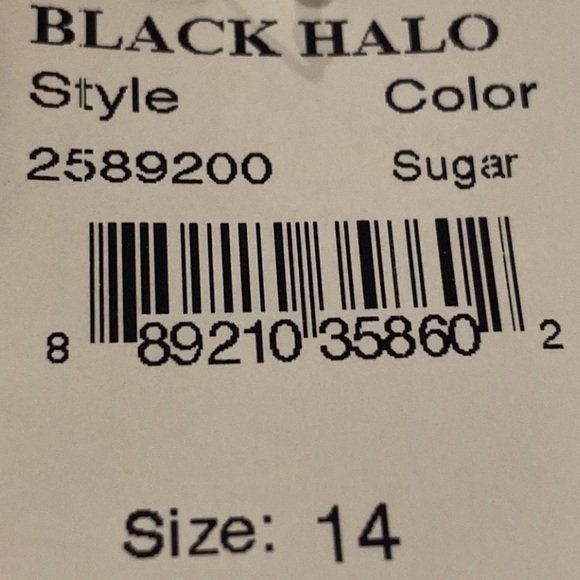 BLACK HALO
Style Color
2589200 Sugar
8 89210 35860 2
Size: 14